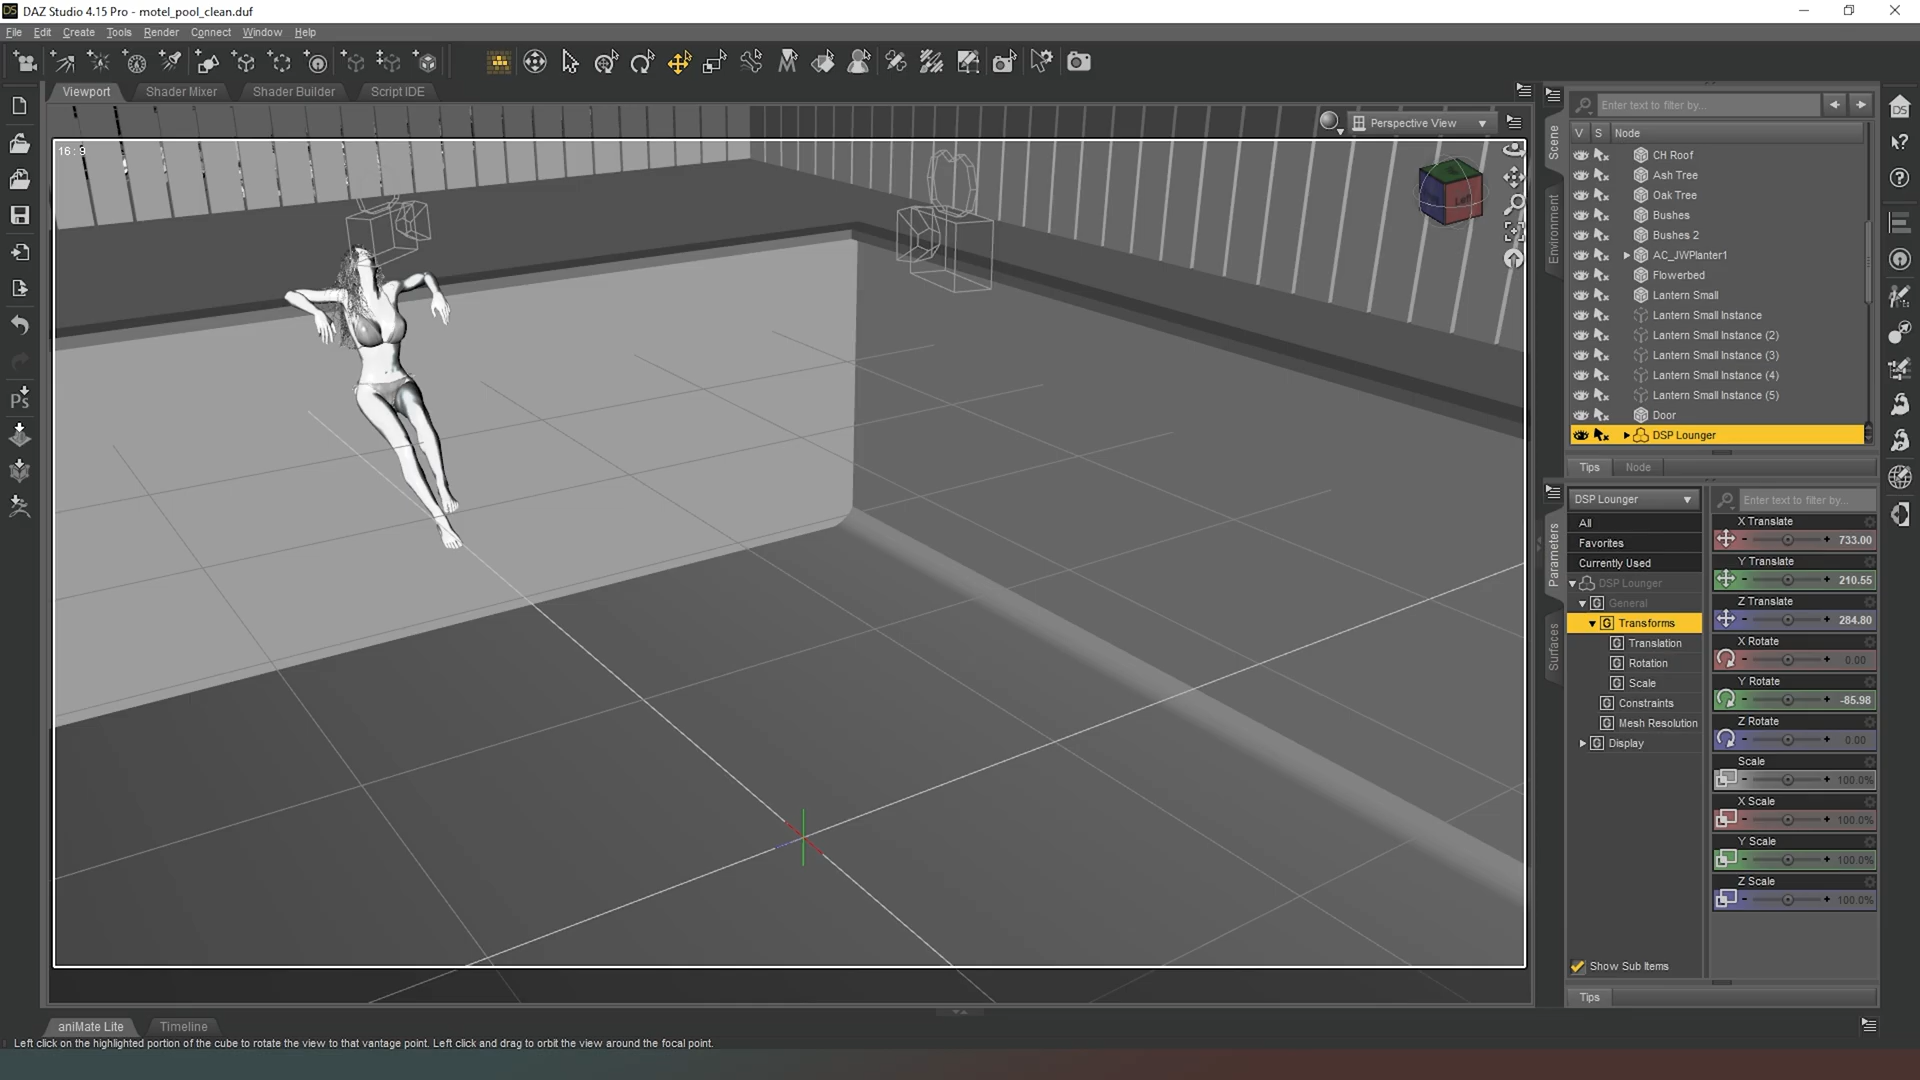 DAZ Studio 4.15 Pro - motel_pool_clean.duf
File Edit Create Tools Render Connect Window Help
Viewport Shader Mixer Shader Builder Script IDE
16 : 9
Perspective View
Left
Enter text to filter by...
V S Node
CH Roof
Ash Tree
Oak Tree
Bushes
Bushes 2
AC_JWPlanter1
Flowerbed
Lantern Small
Lantern Small Instance
Lantern Small Instance (2)
Lantern Small Instance (3)
Lantern Small Instance (4)
Lantern Small Instance (5)
Door
DSP Lounger
Scene
Environment
Tips Node
Parameters
Surfaces
DSP Lounger
All
Favorites
Currently Used
DSP Lounger
General
Transforms
Translation
Rotation
Scale
Constraints
Mesh Resolution
Display
Show Sub Items
Enter text to filter by...
X Translate
733.00
Y Translate
210.55
Z Translate
284.80
X Rotate
0.00
Y Rotate
-85.98
Z Rotate
0.00
Scale
100.0%
X Scale
100.0%
Y Scale
100.0%
Z Scale
100.0%
Tips
aniMate Lite Timeline
Left click on the highlighted portion of the cube to rotate the view to that vantage point. Left click and drag to orbit the view around the focal point.
DS
Ps
DS